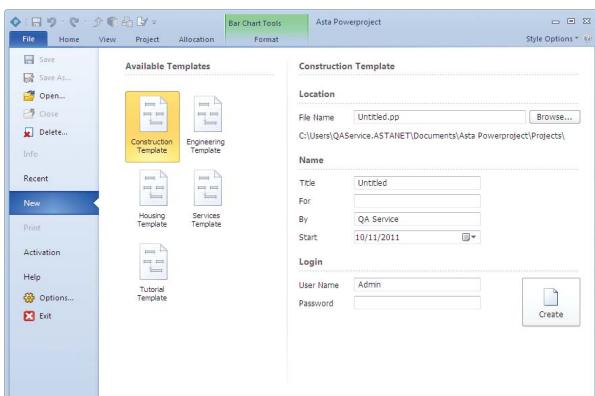 Bar Chart Tools
Asta Powerproject
File
Home
View
Project
Allocation
Format
Style Options
Save
Save As...
Open...
Close
Delete...
Info
Recent
New
Print
Activation
Help
Options...
Exit
Available Templates
Construction
Template
Engineering
Template
Housing
Template
Services
Template
Tutorial
Template
Construction Template
Location
File Name
Untitled.pp
Browse...
C:\Users\QAService.ASTANET\Documents\Asta Powerproject\Projects\
Name
Title
Untitled
For
By
QA Service
Start
10/11/2011
Login
User Name
Admin
Password
Create